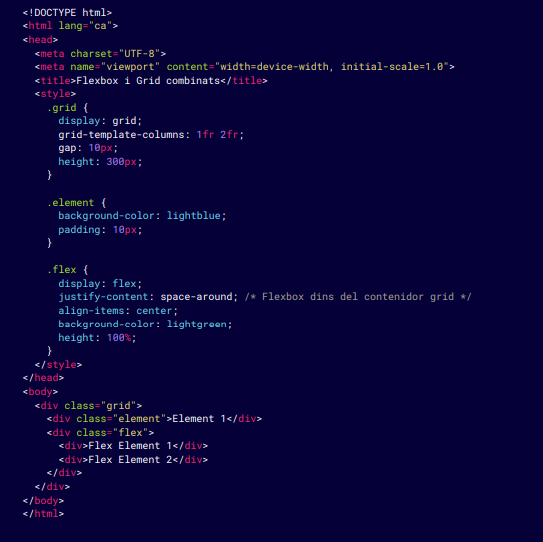 <!DOCTYPE html>
<html lang="ca">
<head>
  <meta charset="UTF-8">
  <meta name="viewport" content="width=device-width, initial-scale=1.0">
  <title>Flexbox i Grid combinats</title>
  <style>
    .grid {
      display: grid;
      grid-template-columns: 1fr 2fr;
      gap: 10px;
      height: 300px;
    }

    .element {
      background-color: lightblue;
      padding: 10px;
    }

    .flex {
      display: flex;
      justify-content: space-around; /* Flexbox dins del contenidor grid */
      align-items: center;
      background-color: lightgreen;
      height: 100%;
    }
  </style>
</head>
<body>
  <div class="grid">
    <div class="element">Element 1</div>
    <div class="flex">
      <div>Flex Element 1</div>
      <div>Flex Element 2</div>
    </div>
  </div>
</body>
</html>